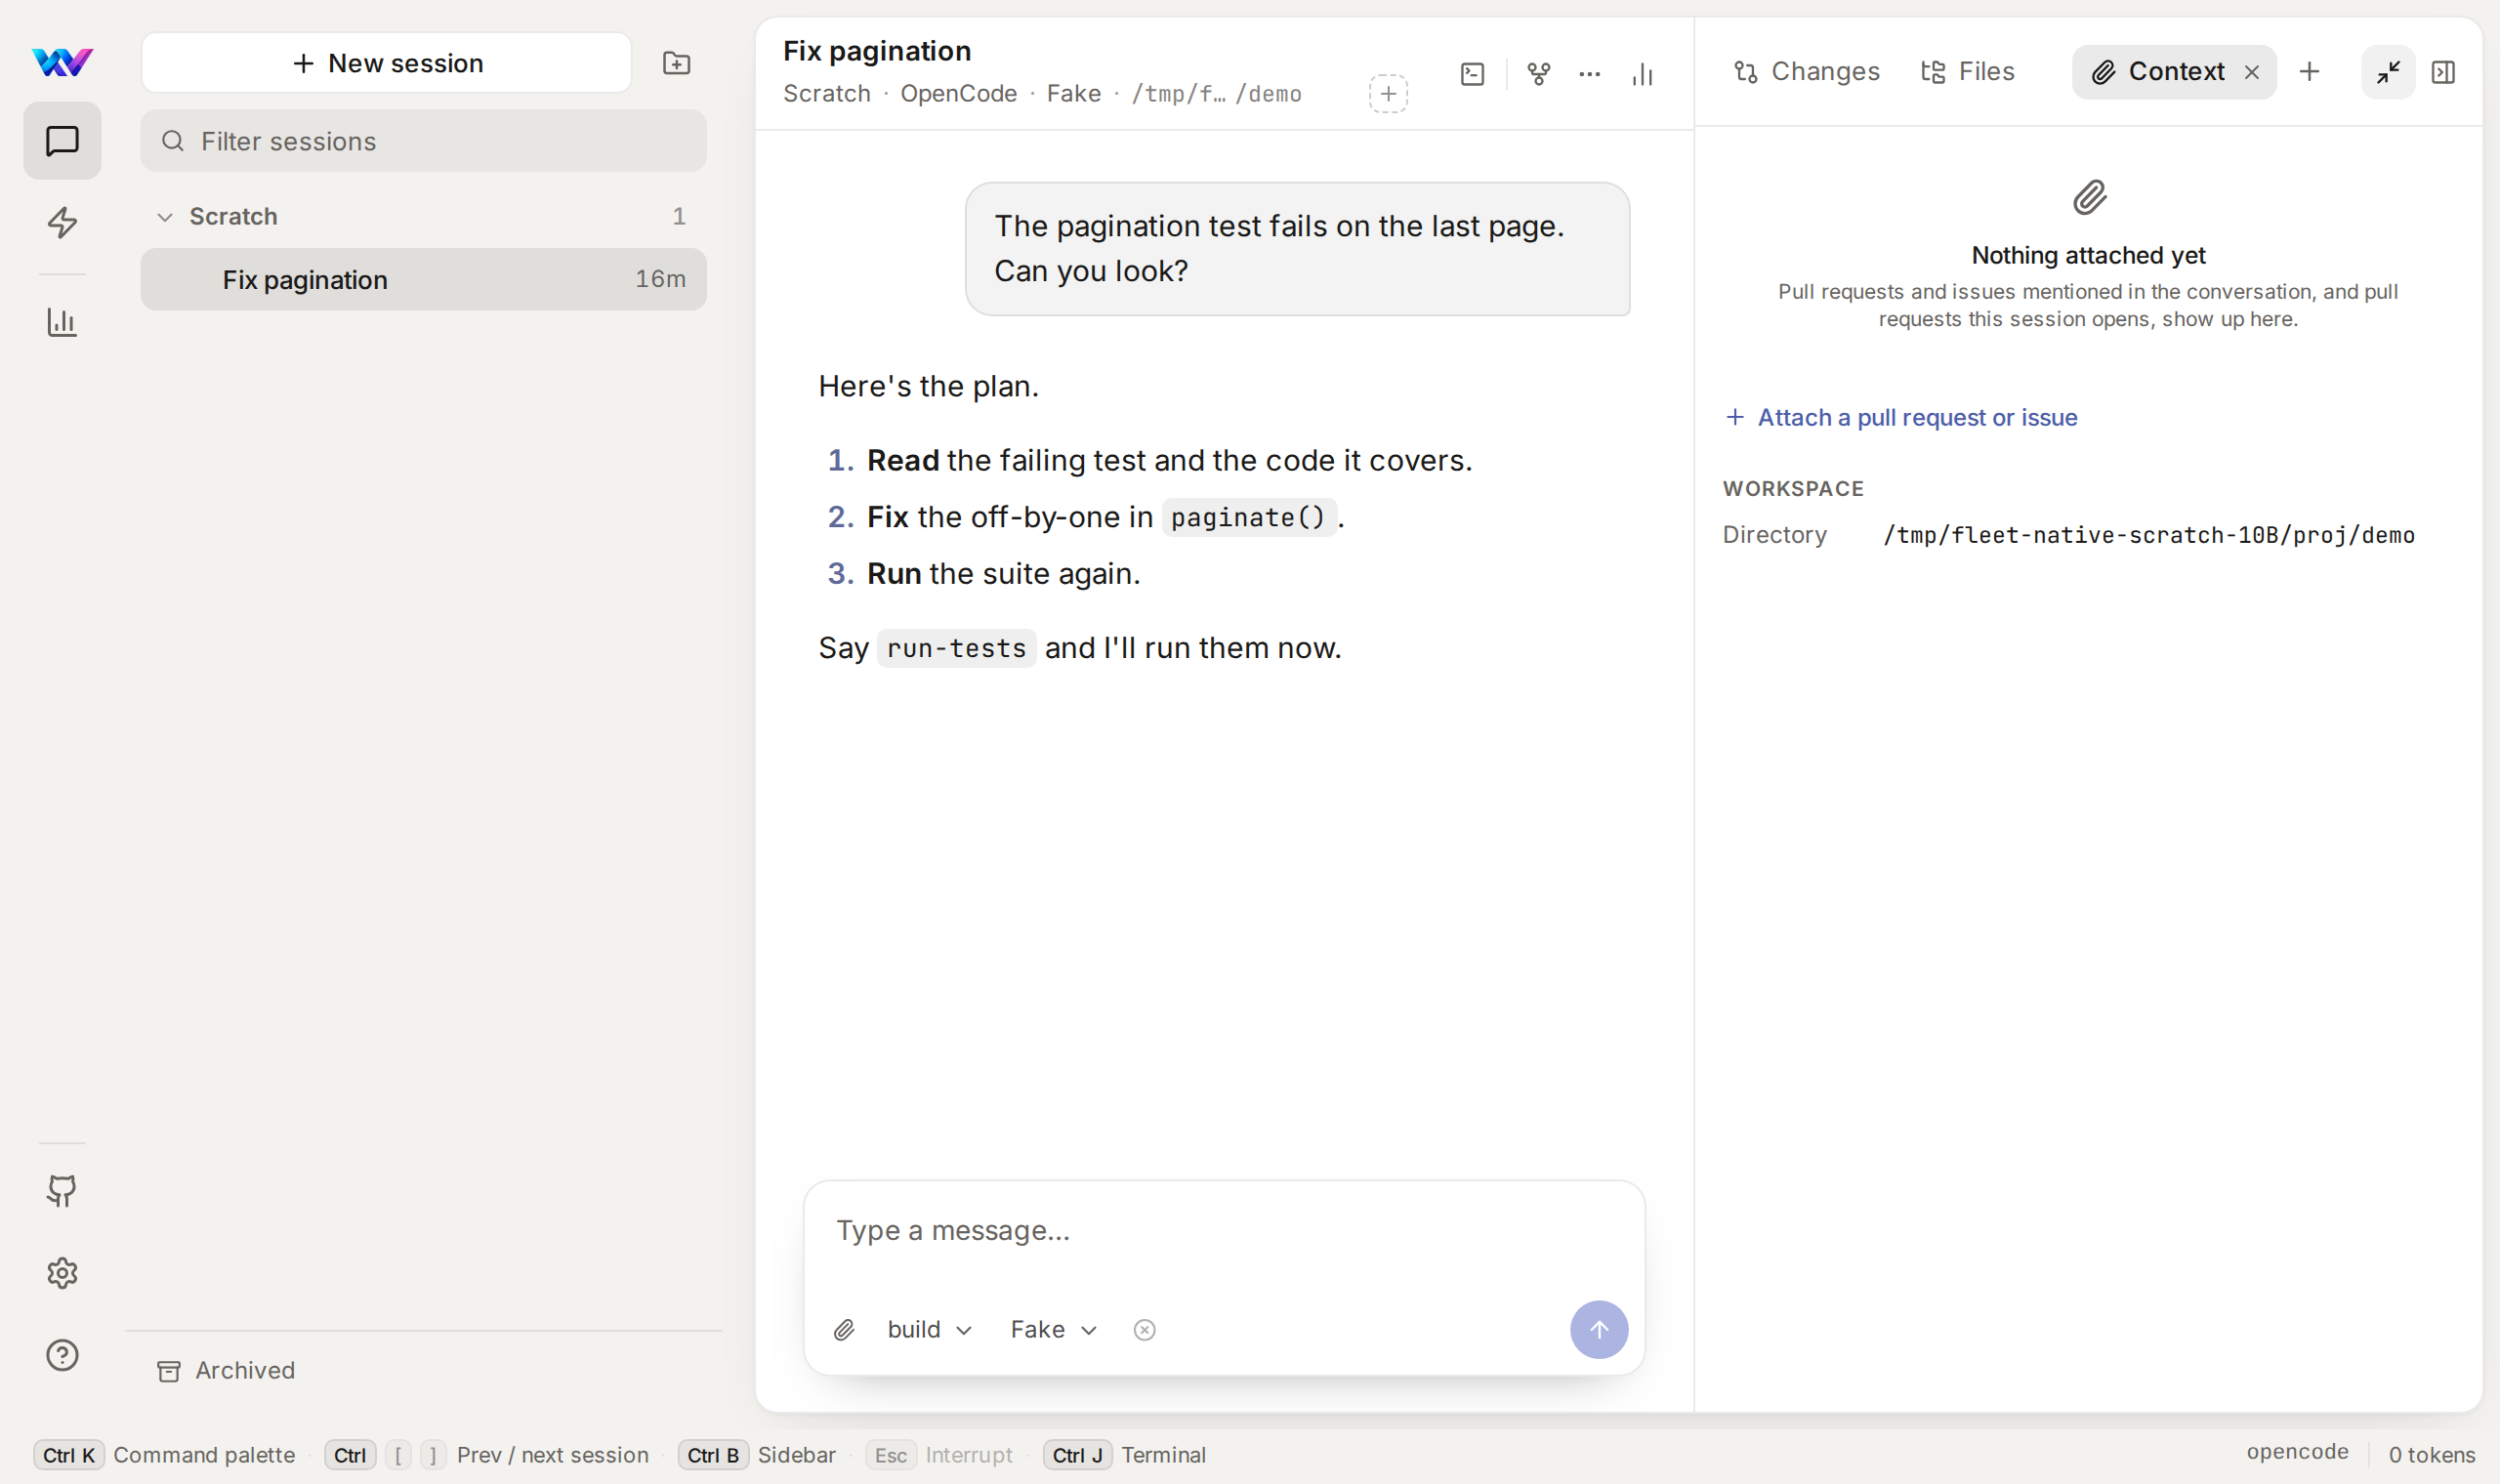 New session
Filter sessions
Scratch 1
Fix pagination 16m
Archived
Fix pagination
Scratch · OpenCode · Fake · /tmp/f… /demo
The pagination test fails on the last page.
Can you look?
Here's the plan.
1. Read the failing test and the code it covers.
2. Fix the off-by-one in paginate().
3. Run the suite again.
Say run-tests and I'll run them now.
Type a message...
build Fake
Changes Files Context
Nothing attached yet
Pull requests and issues mentioned in the conversation, and pull
requests this session opens, show up here.
Attach a pull request or issue
WORKSPACE
Directory /tmp/fleet-native-scratch-10B/proj/demo
Ctrl K Command palette · Ctrl [ ] Prev / next session · Ctrl B Sidebar · Esc Interrupt · Ctrl J Terminal
opencode 0 tokens